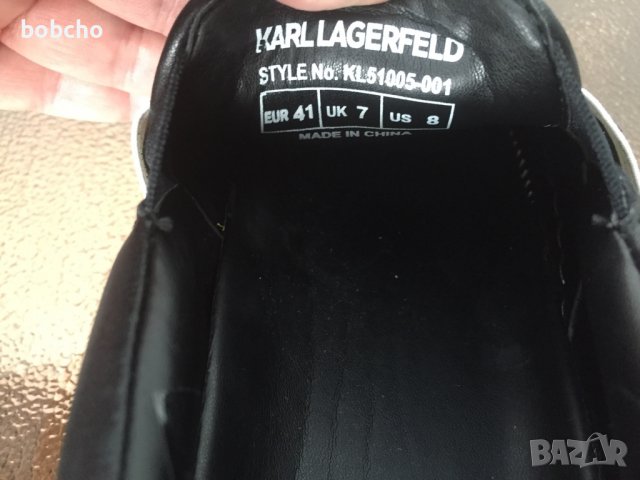 bobcho
KARL LAGERFELD
STYLE No. KL51005-001
EUR 41 UK 7 US 8
MADE IN CHINA
BAZAR